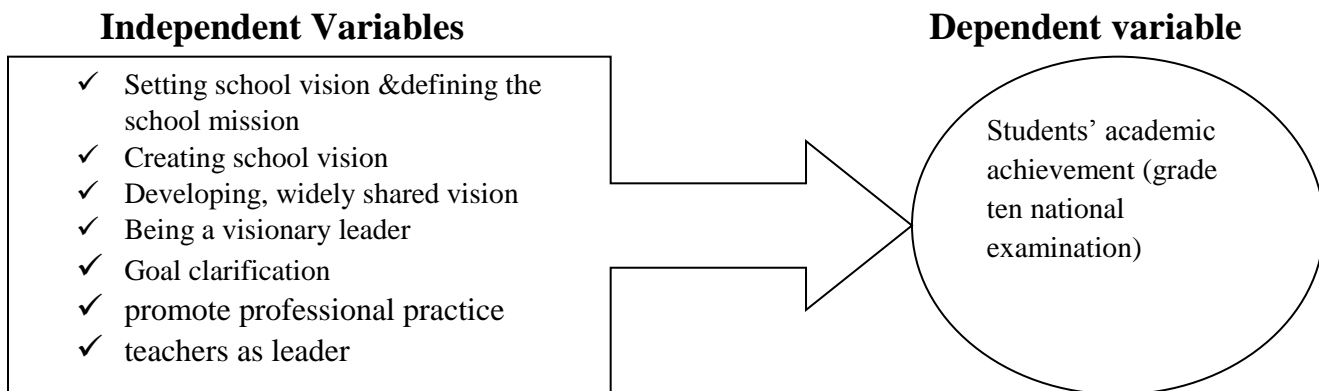 Independent Variables
✓ Setting school vision &defining the
school mission
✓ Creating school vision
✓ Developing, widely shared vision
✓ Being a visionary leader
✓ Goal clarification
✓ promote professional practice
✓ teachers as leader
Dependent variable
Students’ academic
achievement (grade
ten national
examination)